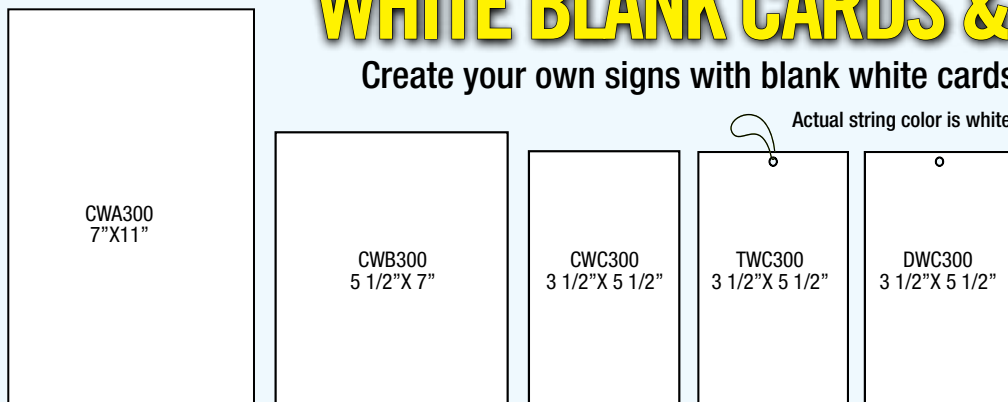 WHITE BLANK CARDS &
Create your own signs with blank white cards
Actual string color is white
CWA300
7”X11”
CWB300
5 1/2”X 7”
CWC300
3 1/2”X 5 1/2”
TWC300
3 1/2”X 5 1/2”
DWC300
3 1/2”X 5 1/2”